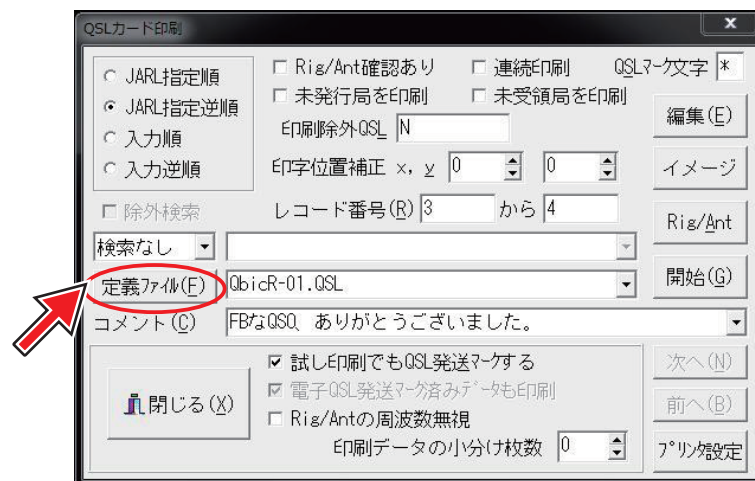 QSLカード印刷 x
JARL指定順
JARL指定逆順
入力順
入力逆順
Rig/Ant確認あり 連続印刷 QSLマーク文字 *
未発行局を印刷 未受領局を印刷
印刷除外QSL N
編集(E)
印字位置補正 x, y 0 0
イメージ
除外検索 レコード番号(R) 3 から 4
Rig/Ant
検索なし
定義ファイル(F) QbicR-01.QSL
開始(G)
コメント(C) FBなQSO、ありがとうございました。
試し印刷でもQSL発送マークする
次へ(N)
電子QSL発送マーク済みデータも印刷
閉じる(X)
前へ(B)
Rig/Antの周波数無視
印刷データの小分け枚数 0
プリンタ設定